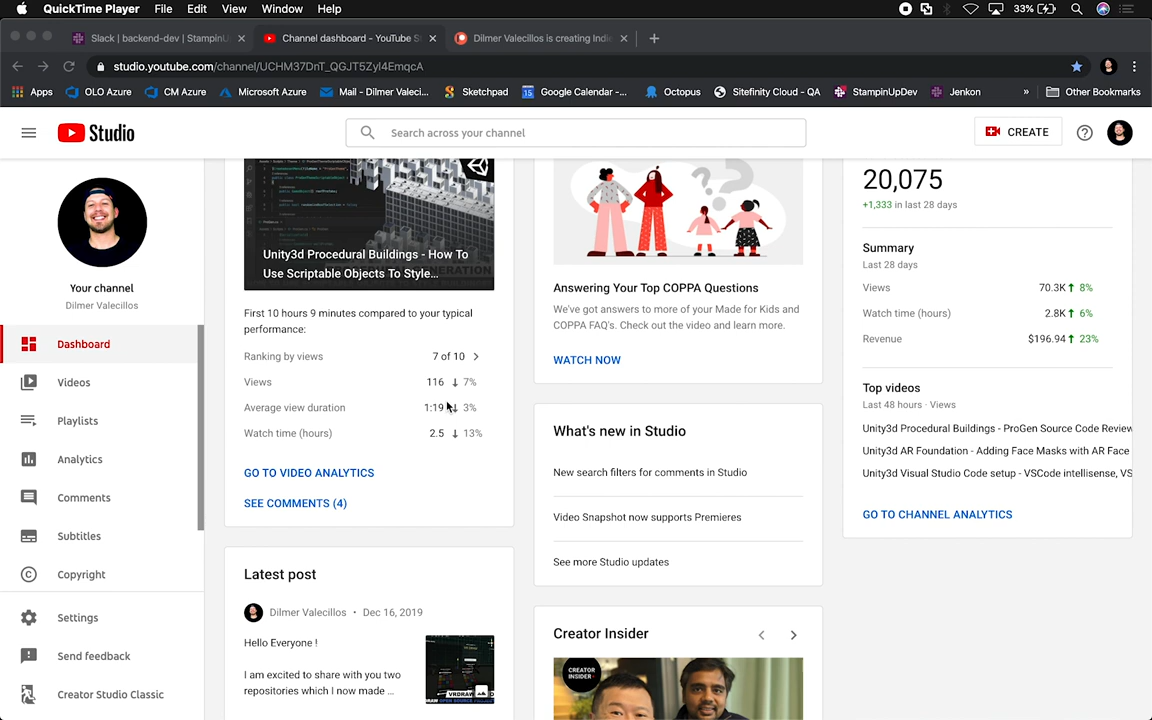 QuickTime Player File Edit View Window Help 33%
Slack | backend-dev | StampinU
Channel dashboard - YouTube S
Dilmer Valecillos is creating Indie
studio.youtube.com/channel/UCHM37DnT_QGJT5Zyl4EmqcA
Apps OLO Azure CM Azure Microsoft Azure Mail - Dilmer Valeci... Sketchpad Google Calendar -... Octopus Sitefinity Cloud - QA StampinUpDev Jenkon » Other Bookmarks
Studio
Search across your channel
CREATE
Your channel
Dilmer Valecillos
Dashboard
Videos
Playlists
Analytics
Comments
Subtitles
Copyright
Settings
Send feedback
Creator Studio Classic
Unity3d Procedural Buildings - How To
Use Scriptable Objects To Style...
First 10 hours 9 minutes compared to your typical
performance:
Ranking by views 7 of 10
Views 116 ↓ 7%
Average view duration 1:19 ↓ 3%
Watch time (hours) 2.5 ↓ 13%
GO TO VIDEO ANALYTICS
SEE COMMENTS (4)
Latest post
Dilmer Valecillos • Dec 16, 2019
Hello Everyone !
I am excited to share with you two
repositories which I now made ...
Answering Your Top COPPA Questions
We've got answers to more of your Made for Kids and
COPPA FAQ's. Check out the video and learn more.
WATCH NOW
What's new in Studio
New search filters for comments in Studio
Video Snapshot now supports Premieres
See more Studio updates
Creator Insider
CREATOR
INSIDER
20,075
+1,333 in last 28 days
Summary
Last 28 days
Views 70.3K↑ 8%
Watch time (hours) 2.8K↑ 6%
Revenue $196.94↑ 23%
Top videos
Last 48 hours · Views
Unity3d Procedural Buildings - ProGen Source Code Review
Unity3d AR Foundation - Adding Face Masks with AR Face
Unity3d Visual Studio Code setup - VSCode intellisense, VS
GO TO CHANNEL ANALYTICS